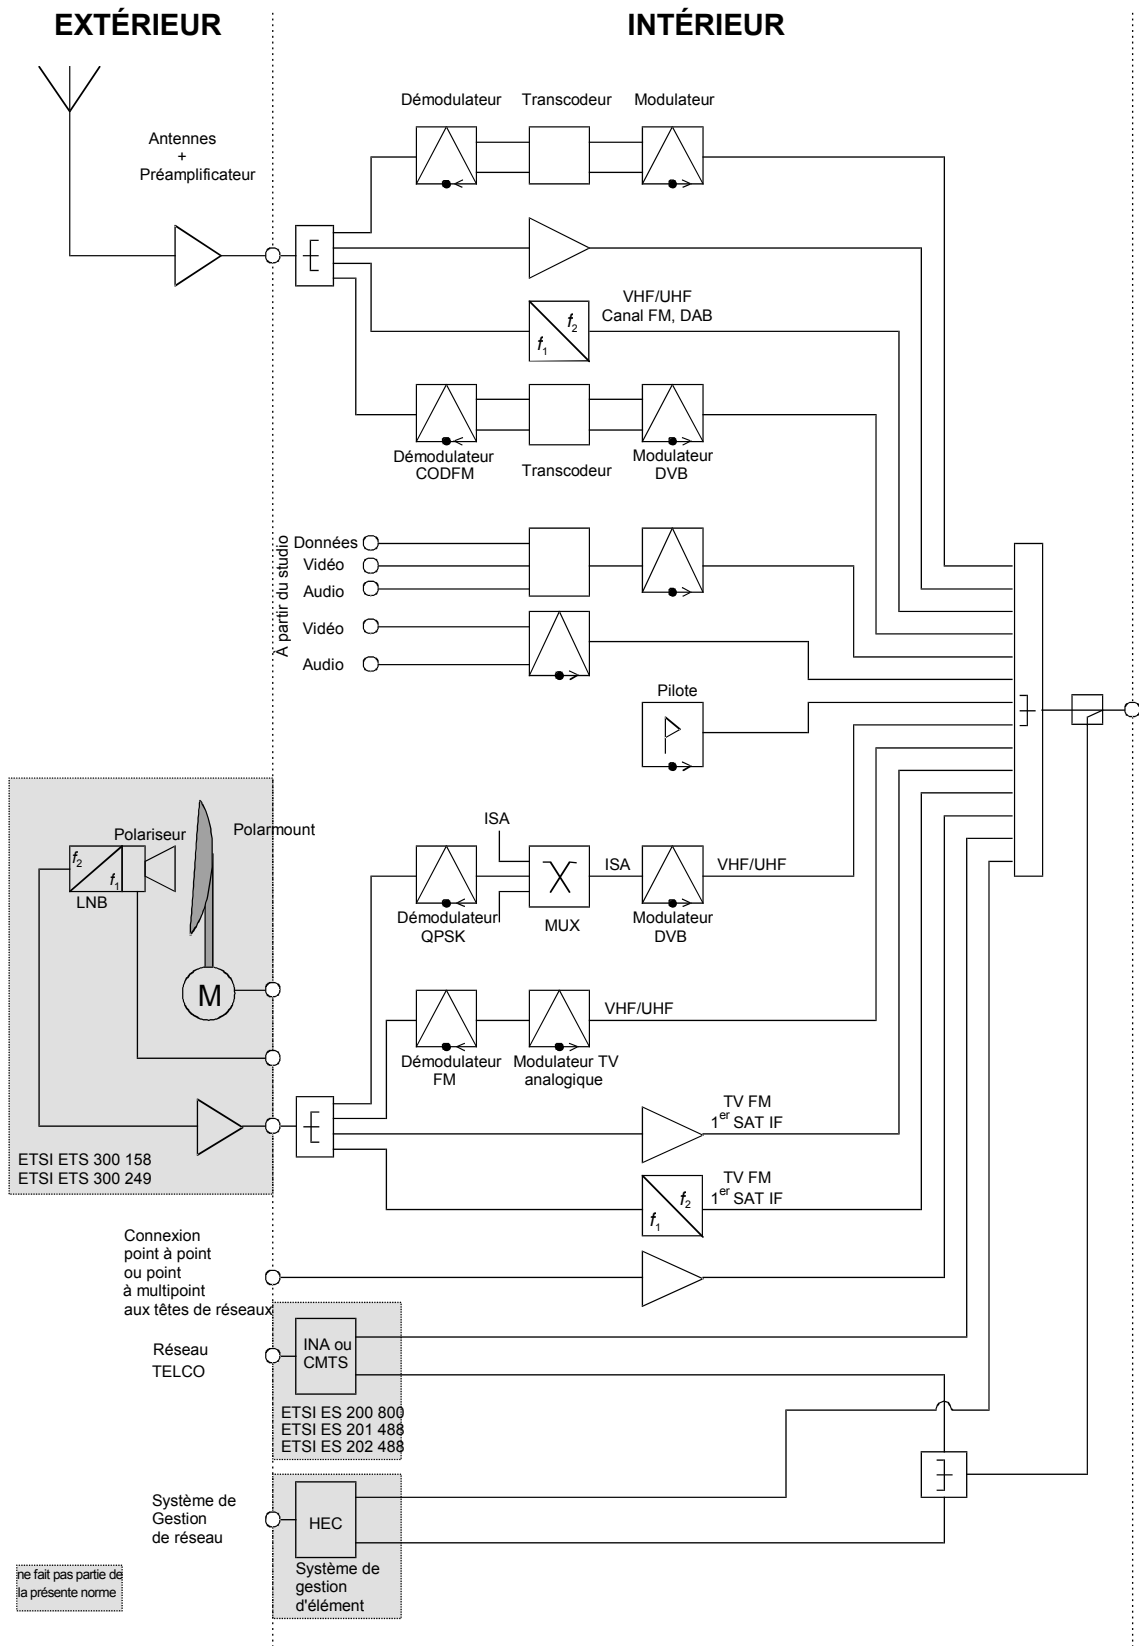 EXTÉRIEUR
INTÉRIEUR
Démodulateur
Transcodeur
Modulateur
Antennes
+
Préamplificateur
VHF/UHF
Canal FM, DAB
f2
f1
Démodulateur
CODFM
Transcodeur
Modulateur
DVB
A partir du studio
Données
Vidéo
Audio
Vidéo
Audio
Pilote
Polariseur
Polarmount
f2
f1
LNB
M
ISA
ISA
VHF/UHF
Démodulateur
QPSK
MUX
Modulateur
DVB
VHF/UHF
Démodulateur
FM
Modulateur TV
analogique
TV FM
1er SAT IF
ETSI ETS 300 158
ETSI ETS 300 249
TV FM
1er SAT IF
f2
f1
Connexion
point à point
ou point
à multipoint
aux têtes de réseaux
Réseau
TELCO
INA ou
CMTS
ETSI ES 200 800
ETSI ES 201 488
ETSI ES 202 488
Système de
Gestion
de réseau
HEC
Système de
gestion
d'élément
ne fait pas partie de
la présente norme